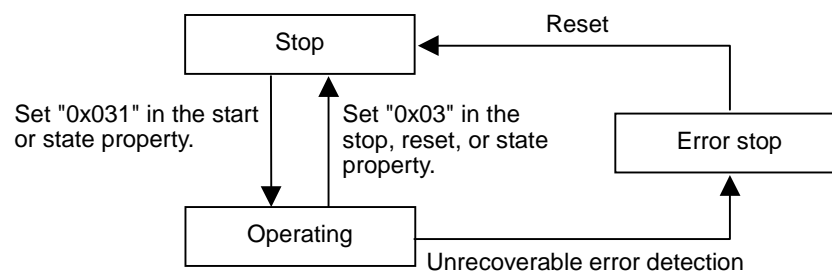 Stop
Reset
Set "0x031" in the start
or state property.
Set "0x03" in the
stop, reset, or state
property.
Error stop
Operating
Unrecoverable error detection